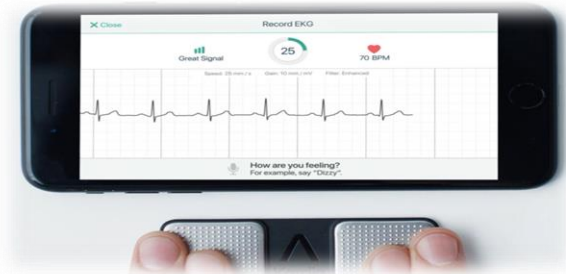 Close
Record EKG
Great Signal
25
70 BPM
Speed: 25 mm/s Gain: 10 mm/mV Filter: Enhanced
How are you feeling?
For example, say "Dizzy".